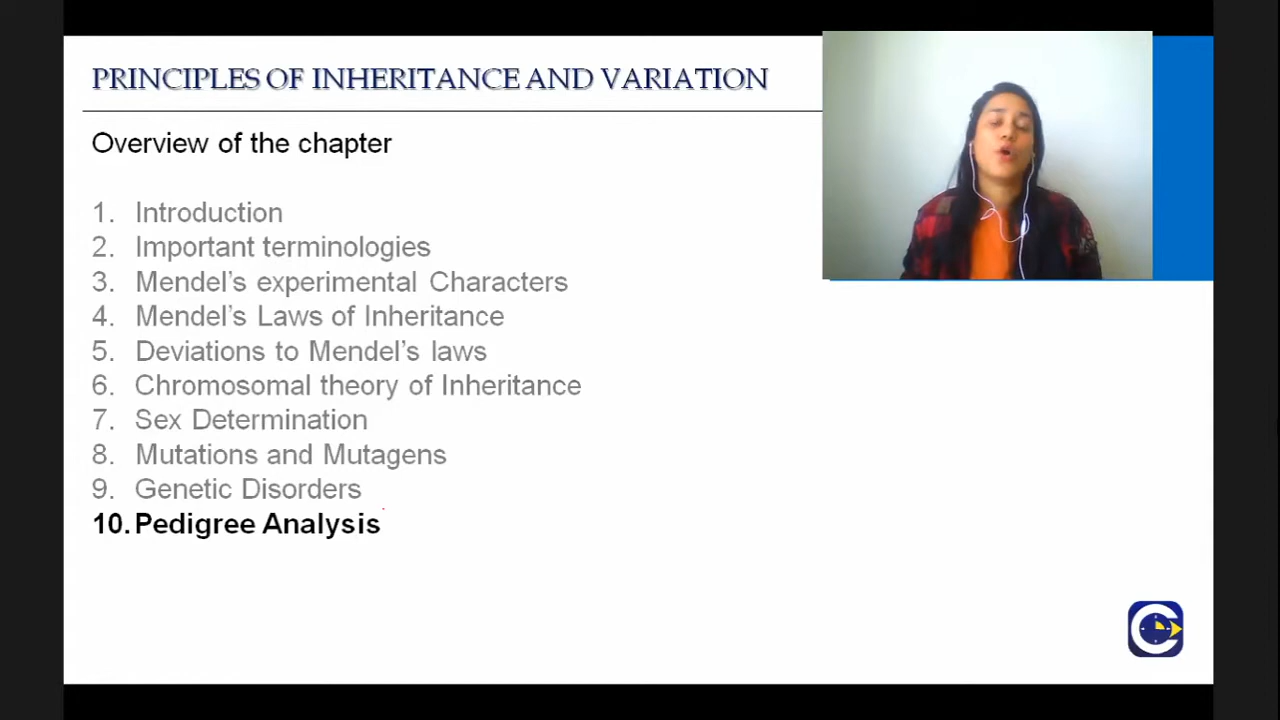 PRINCIPLES OF INHERITANCE AND VARIATION
Overview of the chapter
1. Introduction
2. Important terminologies
3. Mendel's experimental Characters
4. Mendel's Laws of Inheritance
5. Deviations to Mendel's laws
6. Chromosomal theory of Inheritance
7. Sex Determination
8. Mutations and Mutagens
9. Genetic Disorders
10. Pedigree Analysis